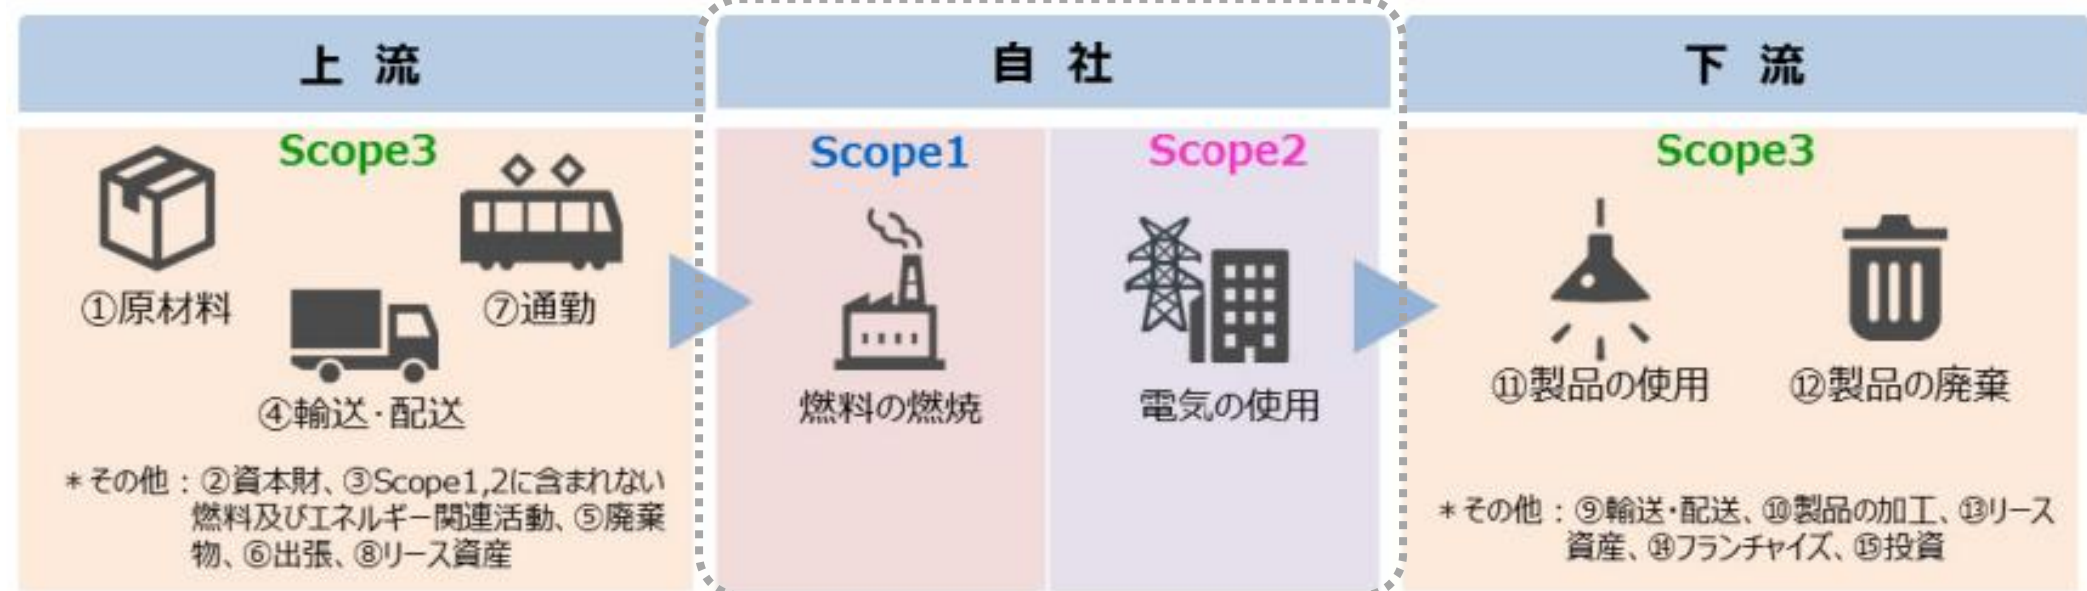 上 流
Scope3
①原材料
⑦通勤
④輸送・配送
＊その他：②資本財、③Scope1,2に含まれない
燃料及びエネルギー関連活動、⑤廃棄
物、⑥出張、⑧リース資産
自 社
Scope1
燃料の燃焼
Scope2
電気の使用
下 流
Scope3
⑪製品の使用
⑫製品の廃棄
＊その他：⑨輸送・配送、⑩製品の加工、⑬リース
資産、⑭フランチャイズ、⑮投資